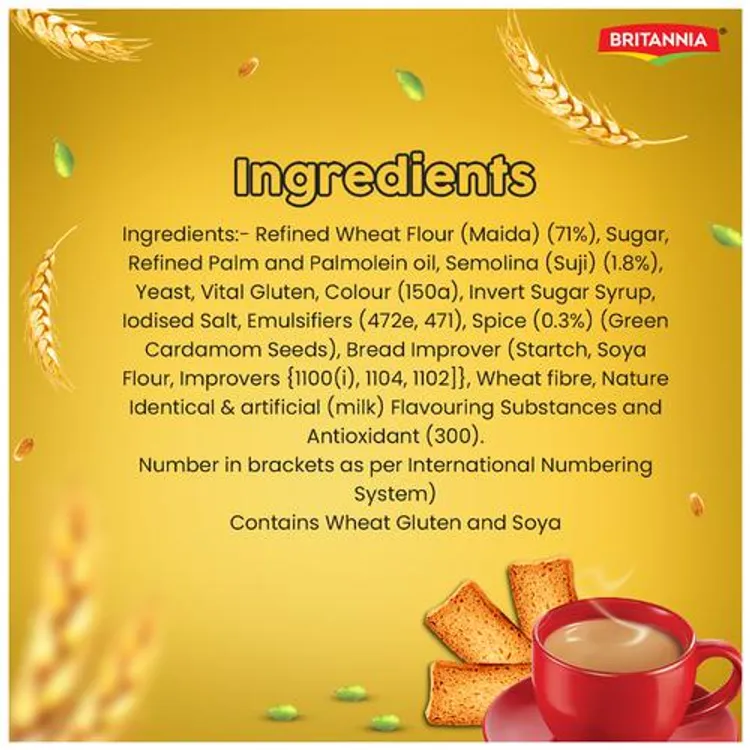 BRITANNIA
Ingredients
Ingredients:- Refined Wheat Flour (Maida) (71%), Sugar,
Refined Palm and Palmolein oil, Semolina (Suji) (1.8%),
Yeast, Vital Gluten, Colour (150a), Invert Sugar Syrup,
Iodised Salt, Emulsifiers (472e, 471), Spice (0.3%) (Green
Cardamom Seeds), Bread Improver (Startch, Soya
Flour, Improvers {1100(i), 1104, 1102]}, Wheat fibre, Nature
Identical & artificial (milk) Flavouring Substances and
Antioxidant (300).
Number in brackets as per International Numbering
System)
Contains Wheat Gluten and Soya